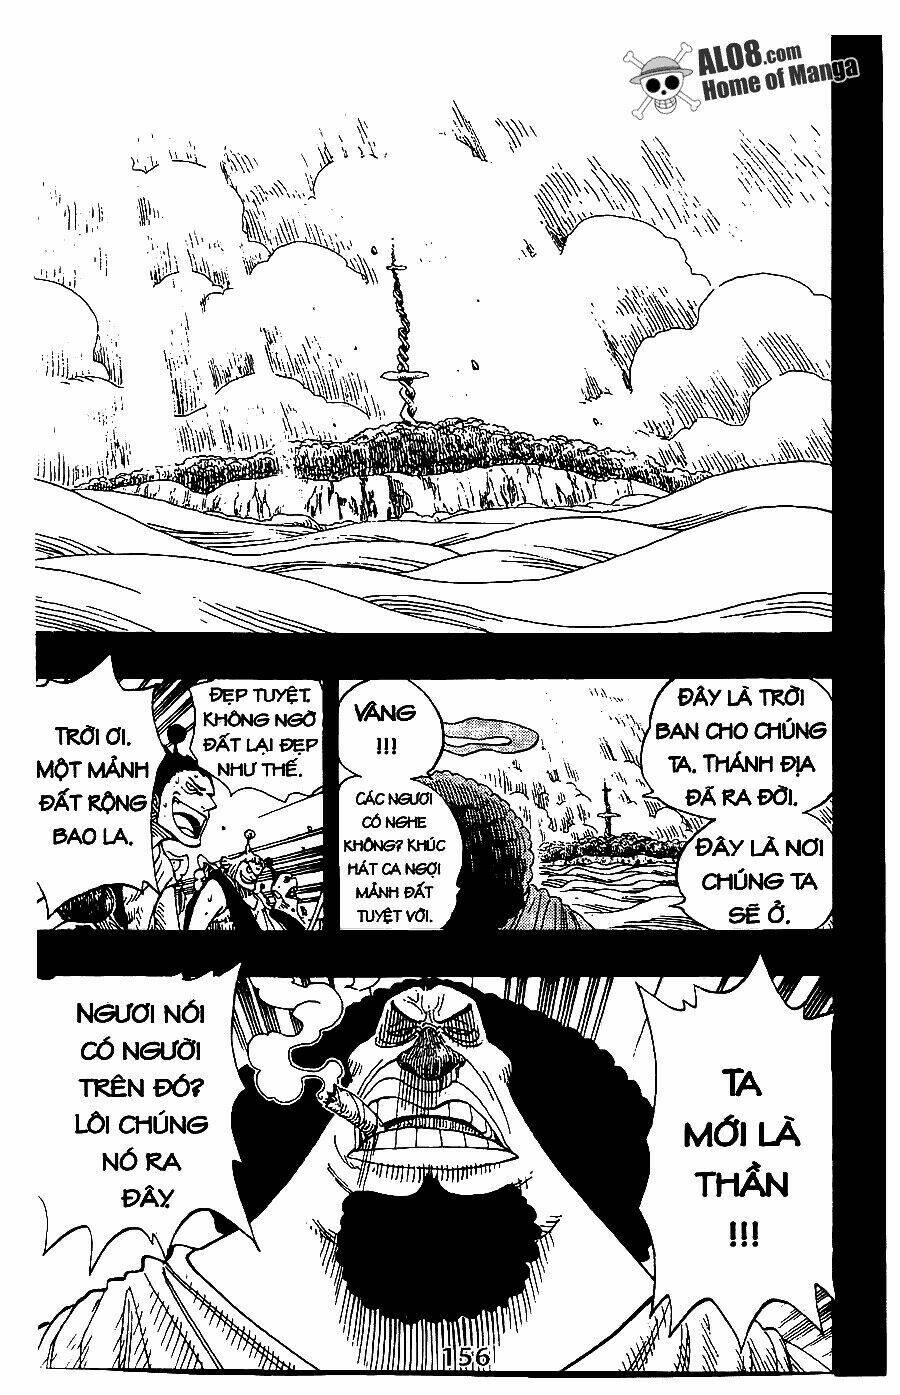 ALO8.com
Home of Manga
ĐÂY LÀ TRỜI
BAN CHO CHÚNG
TA. THÁNH ĐỊA
ĐÃ RA ĐỜI.
ĐÂY LÀ NƠI
CHÚNG TA
SẼ Ở.
VÂNG
!!!
CÁC NGƯƠI
CÓ NGHE
KHÔNG? KHÚC
HÁT CA NGỢI
MẢNH ĐẤT
TUYỆT VỜI.
ĐẸP TUYỆT.
KHÔNG NGỜ
ĐẤT LẠI ĐẸP
NHƯ THẾ.
TRỜI ƠI.
MỘT MẢNH
ĐẤT RỘNG
BAO LA.
TA
MỚI LÀ
THẦN
!!!
NGƯƠI NÓI
CÓ NGƯỜI
TRÊN ĐÓ?
LÔI CHÚNG
NÓ RA
ĐÂY.
156